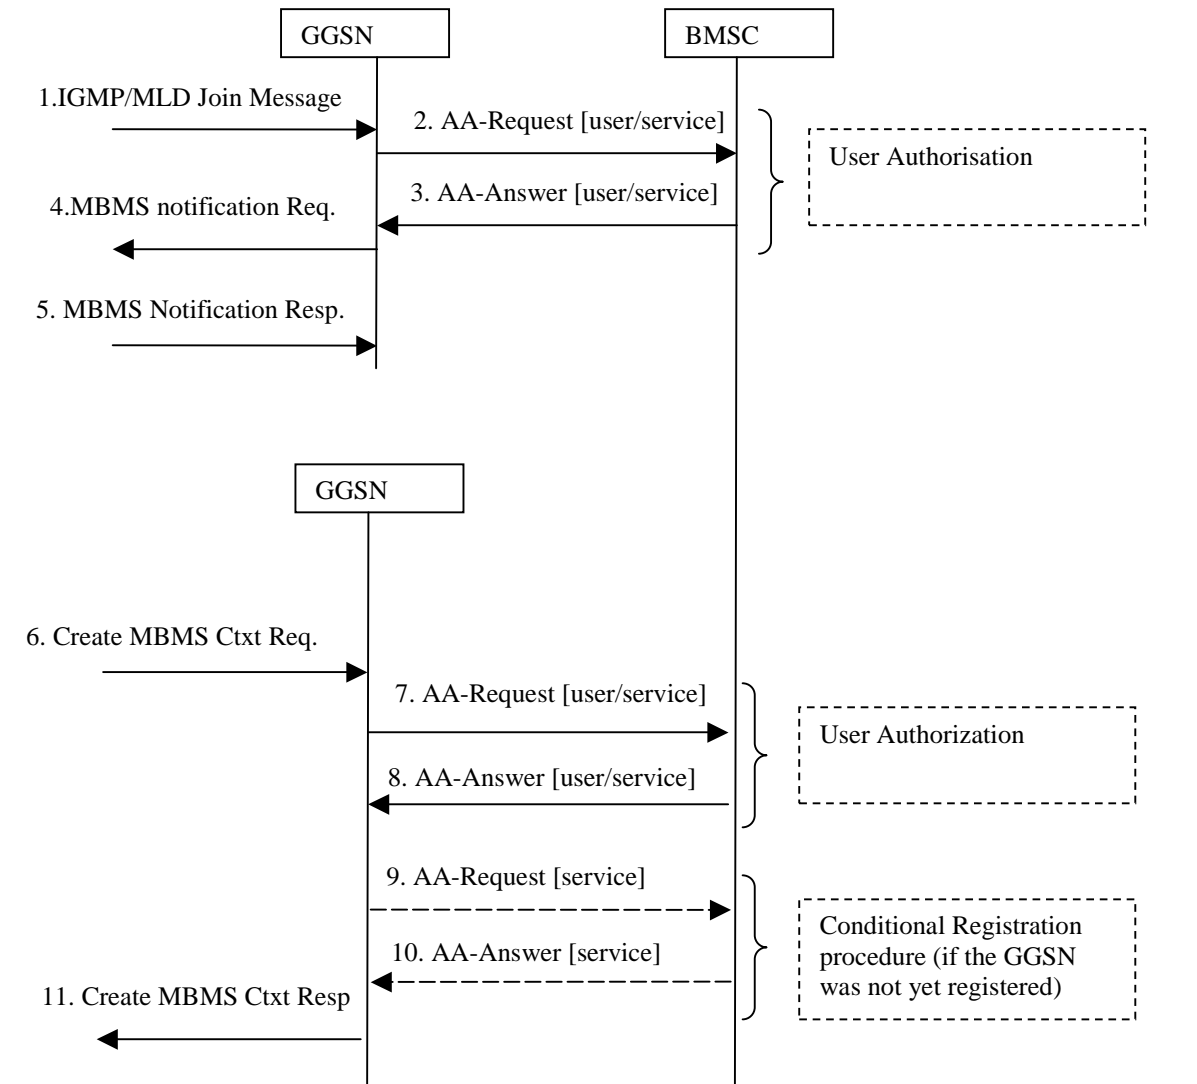 GGSN
BMSC
1.IGMP/MLD Join Message
2. AA-Request [user/service]
User Authorisation
3. AA-Answer [user/service]
4.MBMS notification Req.
5. MBMS Notification Resp.
GGSN
6. Create MBMS Ctxt Req.
7. AA-Request [user/service]
User Authorization
8. AA-Answer [user/service]
9. AA-Request [service]
Conditional Registration
procedure (if the GGSN
was not yet registered)
10. AA-Answer [service]
11. Create MBMS Ctxt Resp